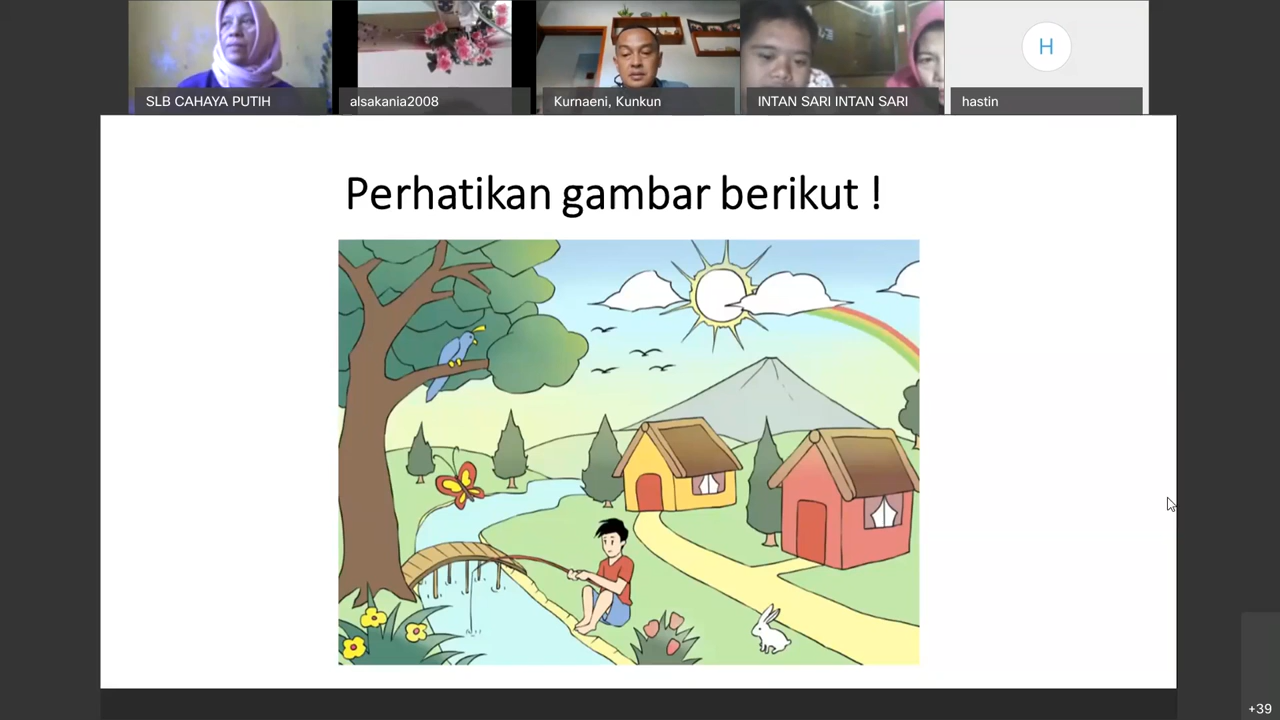 SLB CAHAYA PUTIH
alsakania2008
Kurnaeni, Kunkun
INTAN SARI INTAN SARI
H
hastin
Perhatikan gambar berikut !
+39